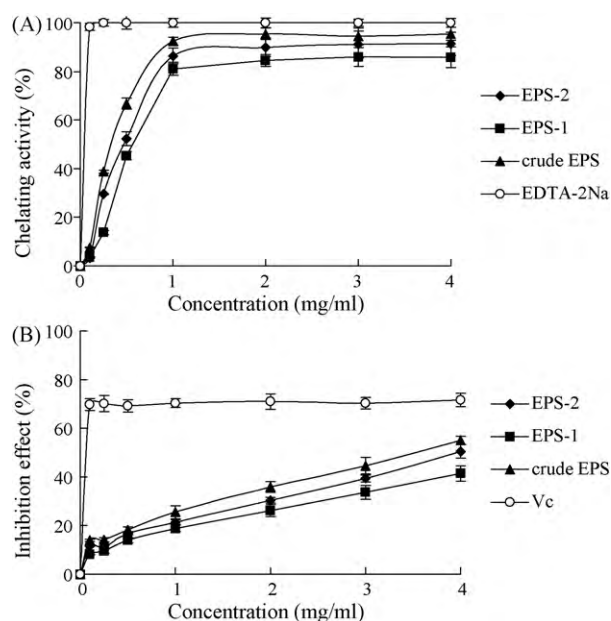 (A)
Chelating activity (%)
100
80
60
40
20
0
0 1 2 3 4
Concentration (mg/ml)
EPS-2
EPS-1
crude EPS
EDTA-2Na
(B)
Inhibition effect (%)
100
80
60
40
20
0
0 1 2 3 4
Concentration (mg/ml)
EPS-2
EPS-1
crude EPS
Vc